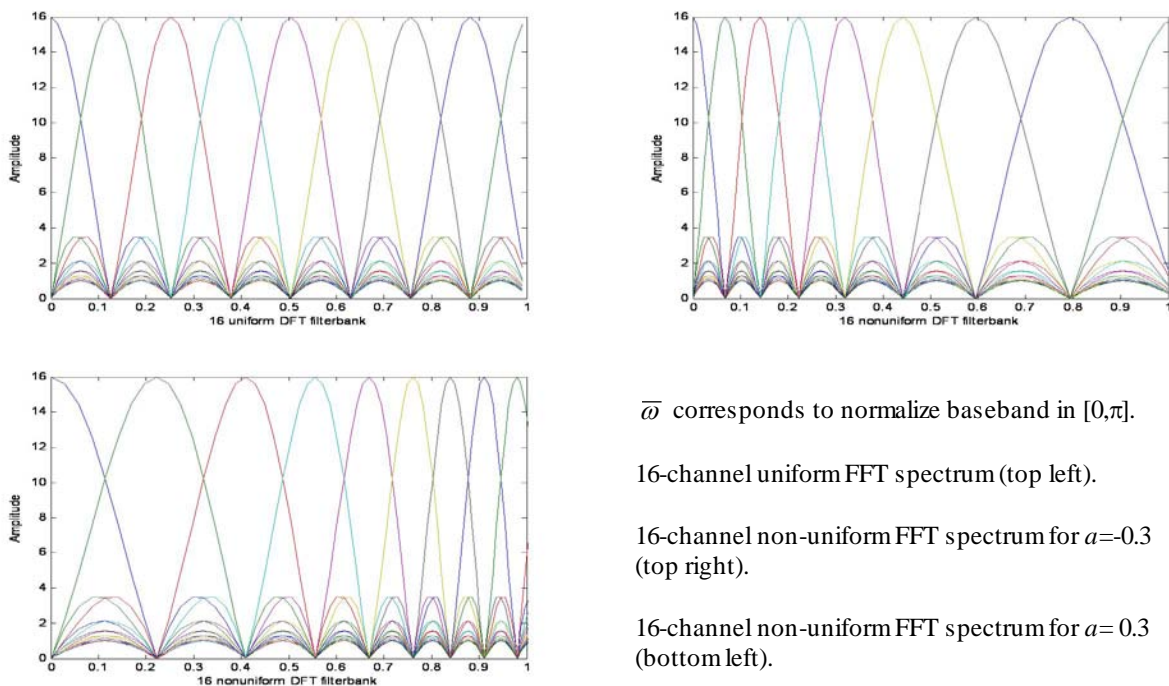 16
14
12
10
8
6
4
2
0
Amplitude
0 0.1 0.2 0.3 0.4 0.5 0.6 0.7 0.8 0.9 1
16 uniform DFT filterbank
16
14
12
10
8
6
4
2
0
Amplitude
0 0.1 0.2 0.3 0.4 0.5 0.6 0.7 0.8 0.9 1
16 nonuniform DFT filterbank
16
14
12
10
8
6
4
2
0
Amplitude
0 0.1 0.2 0.3 0.4 0.5 0.6 0.7 0.8 0.9 1
16 nonuniform DFT filterbank
ω̅ corresponds to normalize baseband in [0,π].
16-channel uniform FFT spectrum (top left).
16-channel non-uniform FFT spectrum for a=-0.3
(top right).
16-channel non-uniform FFT spectrum for a= 0.3
(bottom left).